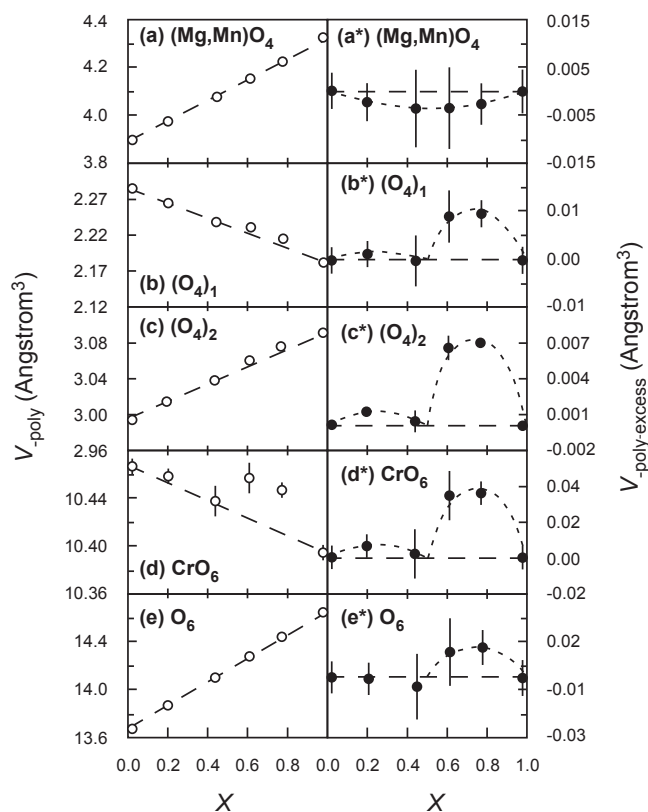 V-poly (Angstrom³)
4.4
4.2
4.0
3.8
(a) (Mg,Mn)O₄
(a*) (Mg,Mn)O₄
0.015
0.005
-0.005
-0.015
2.27
2.22
2.17
2.12
(b) (O₄)₁
(b*) (O₄)₁
0.01
0.00
-0.01
3.08
3.04
3.00
2.96
(c) (O₄)₂
(c*) (O₄)₂
0.007
0.001
-0.002
10.44
10.40
10.36
(d) CrO₆
(d*) CrO₆
0.04
0.02
0.00
-0.02
14.4
14.0
13.6
(e) O₆
(e*) O₆
0.02
-0.01
-0.03
V-poly-excess (Angstrom³)
0.0 0.2 0.4 0.6 0.8 0.0 0.2 0.4 0.6 0.8 1.0
X X